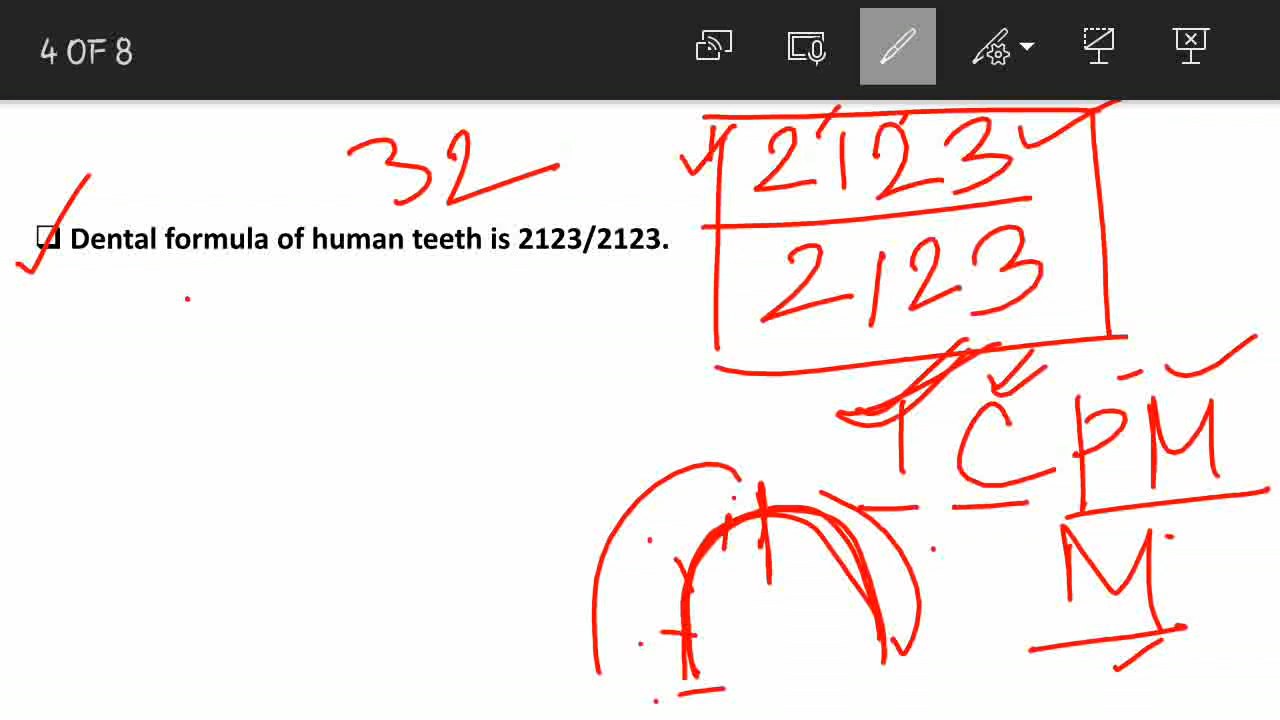 4 OF 8
32
2123
Dental formula of human teeth is 2123/2123.
2123
I C PM
M